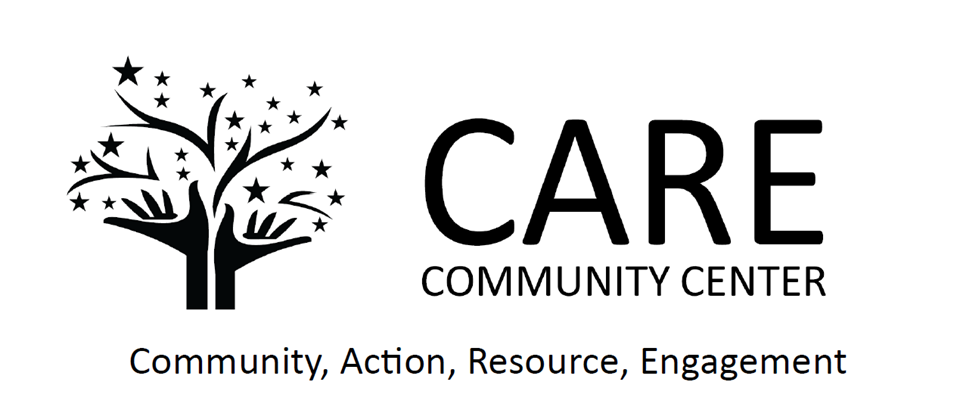 CARE
COMMUNITY CENTER
Community, Action, Resource, Engagement